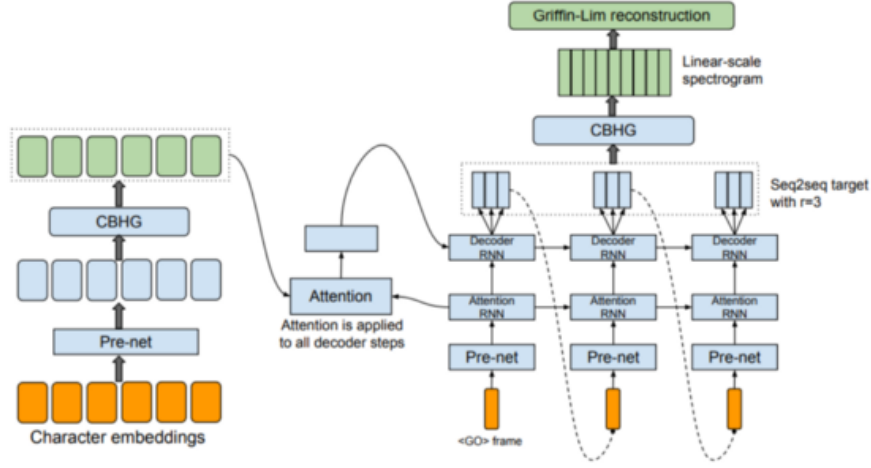 Griffin-Lim reconstruction
Linear-scale
spectrogram
CBHG
Seq2seq target
with r=3
CBHG
Decoder
RNN
Decoder
RNN
Decoder
RNN
Attention
Attention is applied
to all decoder steps
Attention
RNN
Attention
RNN
Attention
RNN
Pre-net
Pre-net
Pre-net
Pre-net
Character embeddings
<GO> frame